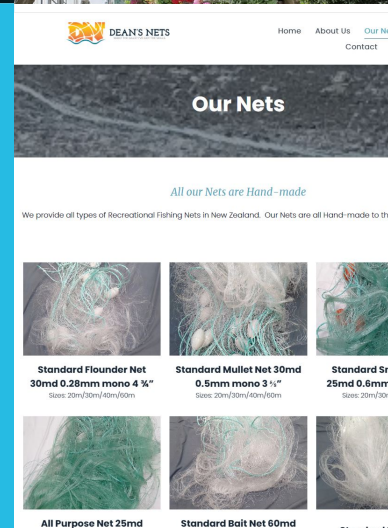 DEAN'S NETS
Home About Us Our Ne
Contact
Our Nets
All our Nets are Hand-made
We provide all types of Recreational Fishing Nets in New Zealand. Our Nets are all Hand-made to th
Standard Flounder Net
30md 0.28mm mono 4 ¾"
Sizes: 20m/30m/40m/60m
Standard Mullet Net 30md
0.5mm mono 3 ½"
Sizes: 20m/30m/40m/60m
Standard Sn
25md 0.6mm
Sizes: 20m/30m
All Purpose Net 25md
Standard Bait Net 60md